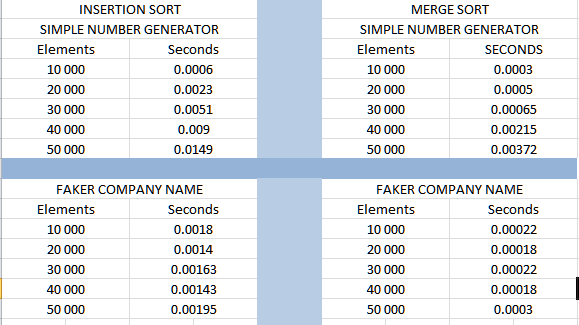 INSERTION SORT MERGE SORT
SIMPLE NUMBER GENERATOR SIMPLE NUMBER GENERATOR
Elements Seconds Elements SECONDS
10 000 0.0006 10 000 0.0003
20 000 0.0023 20 000 0.0005
30 000 0.0051 30 000 0.00065
40 000 0.009 40 000 0.00215
50 000 0.0149 50 000 0.00372
FAKER COMPANY NAME FAKER COMPANY NAME
Elements Seconds Elements Seconds
10 000 0.0018 10 000 0.00022
20 000 0.0014 20 000 0.00018
30 000 0.00163 30 000 0.00022
40 000 0.00143 40 000 0.00018
50 000 0.00195 50 000 0.0003